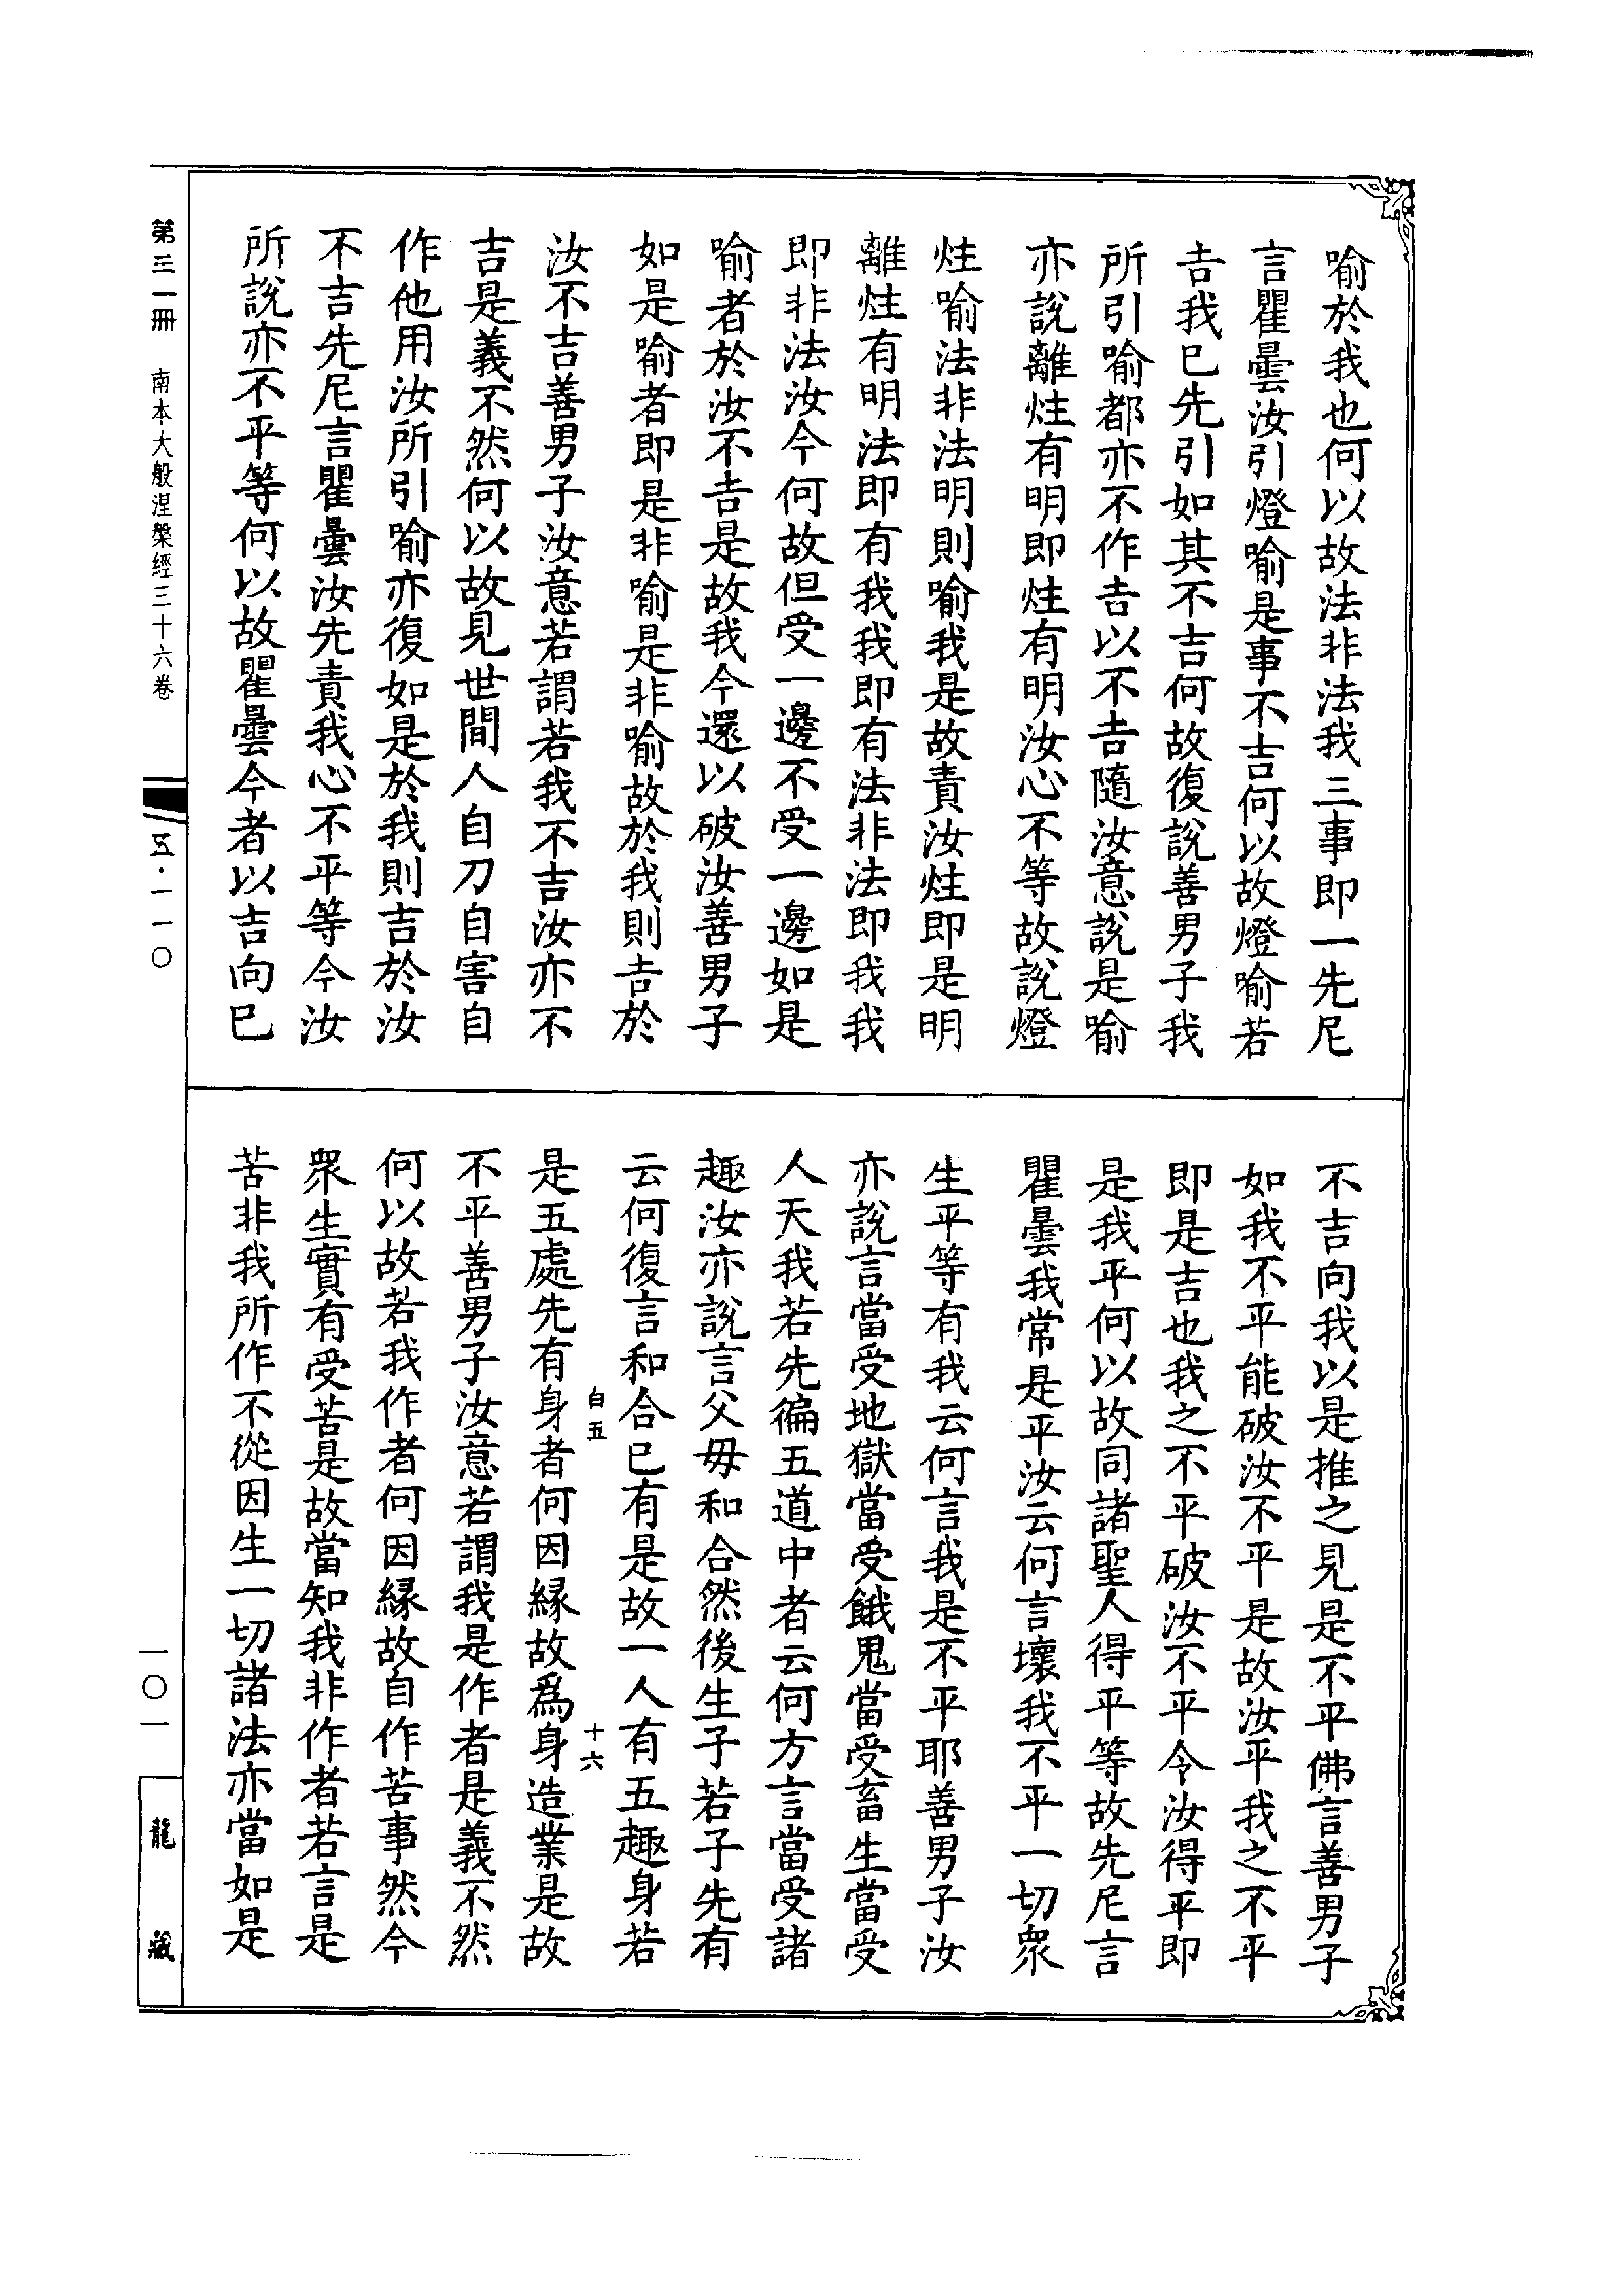 喻於我也何以故法非法我三事即一先尼
言瞿曇汝引燈喻是事不吉何以故燈喻若
吉我已先引如其不吉何故復說善男子我
所引喻都亦不作吉以不吉隨汝意說是喻
亦說離炷有明即炷有明汝心不等故說燈
炷喻法非法明則喻我是故責汝炷即是明
離炷有明法即有我我即有法非法即我我
即非法汝今何故但受一邊不受一邊如是
喻者於汝不吉是故我今還以破汝善男子
如是喻者即是非喻是非喻故於我則吉於
汝不吉善男子汝意若謂若我不吉汝亦不
吉是義不然何以故見世間人自刀自害自
作他用汝所引喻亦復如是於我則吉於汝
不吉先尼言瞿曇汝先責我心不平等今汝
所說亦不平等何以故瞿曇今者以吉向已
不吉向我以是推之見是不平佛言善男子
如我不平能破汝不平是故汝平我之不平
即是吉也我之不平破汝不平令汝得平即
是我平何以故同諸聖人得平等故先尼言
瞿曇我常是平汝云何言壞我不平一切眾
生平等有我云何言我是不平耶善男子汝
亦說言當受地獄當受餓鬼當受畜生當受
人天我若先徧五道中者云何方言當受諸
趣汝亦說言父毋和合然後生子若子先有
云何復言和合已有是故一人有五趣身若
是五處先有身者何因緣故爲身造業是故
不平善男子汝意若謂我是作者是義不然
何以故若我作者何因緣故自作苦事然今
眾生實有受苦是故當知我非作者若言是
苦非我所作不從因生一切諸法亦當如是
白五
十六
第三一冊 南本大般涅槃經三十六卷
五·一一〇
一〇一
龍藏